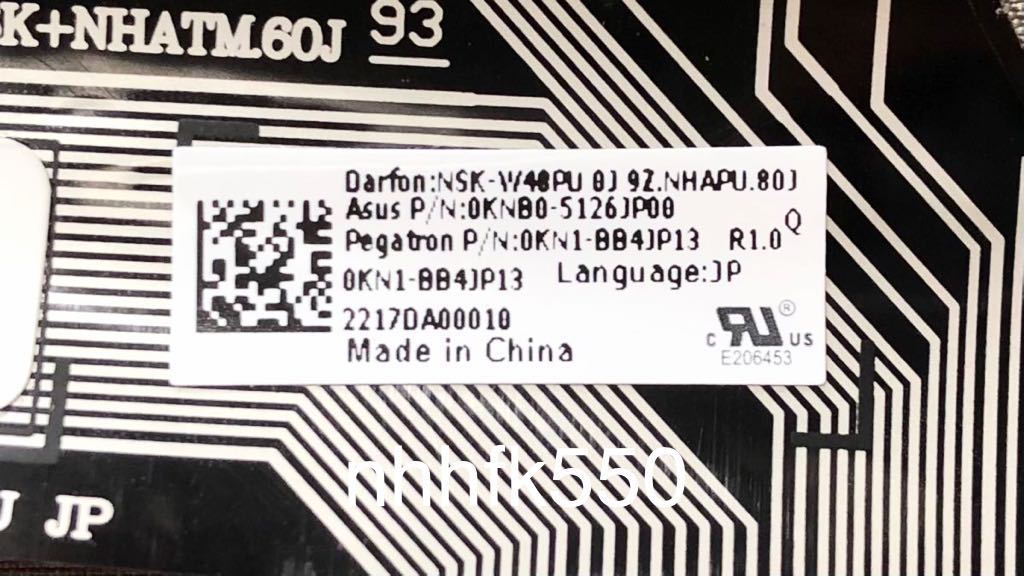 K+NHATM.60J 93
Darfon:NSK-W48PU 0J 9Z.NHAPU.80J
Asus P/N:0KNB0-5126JP00
Pegatron P/N:0KN1-BB4JP13 R1.0 Q
0KN1-BB4JP13 Language:JP
2217DA00010
Made in China
C RU ® US
E206453
nhhfk550
JP